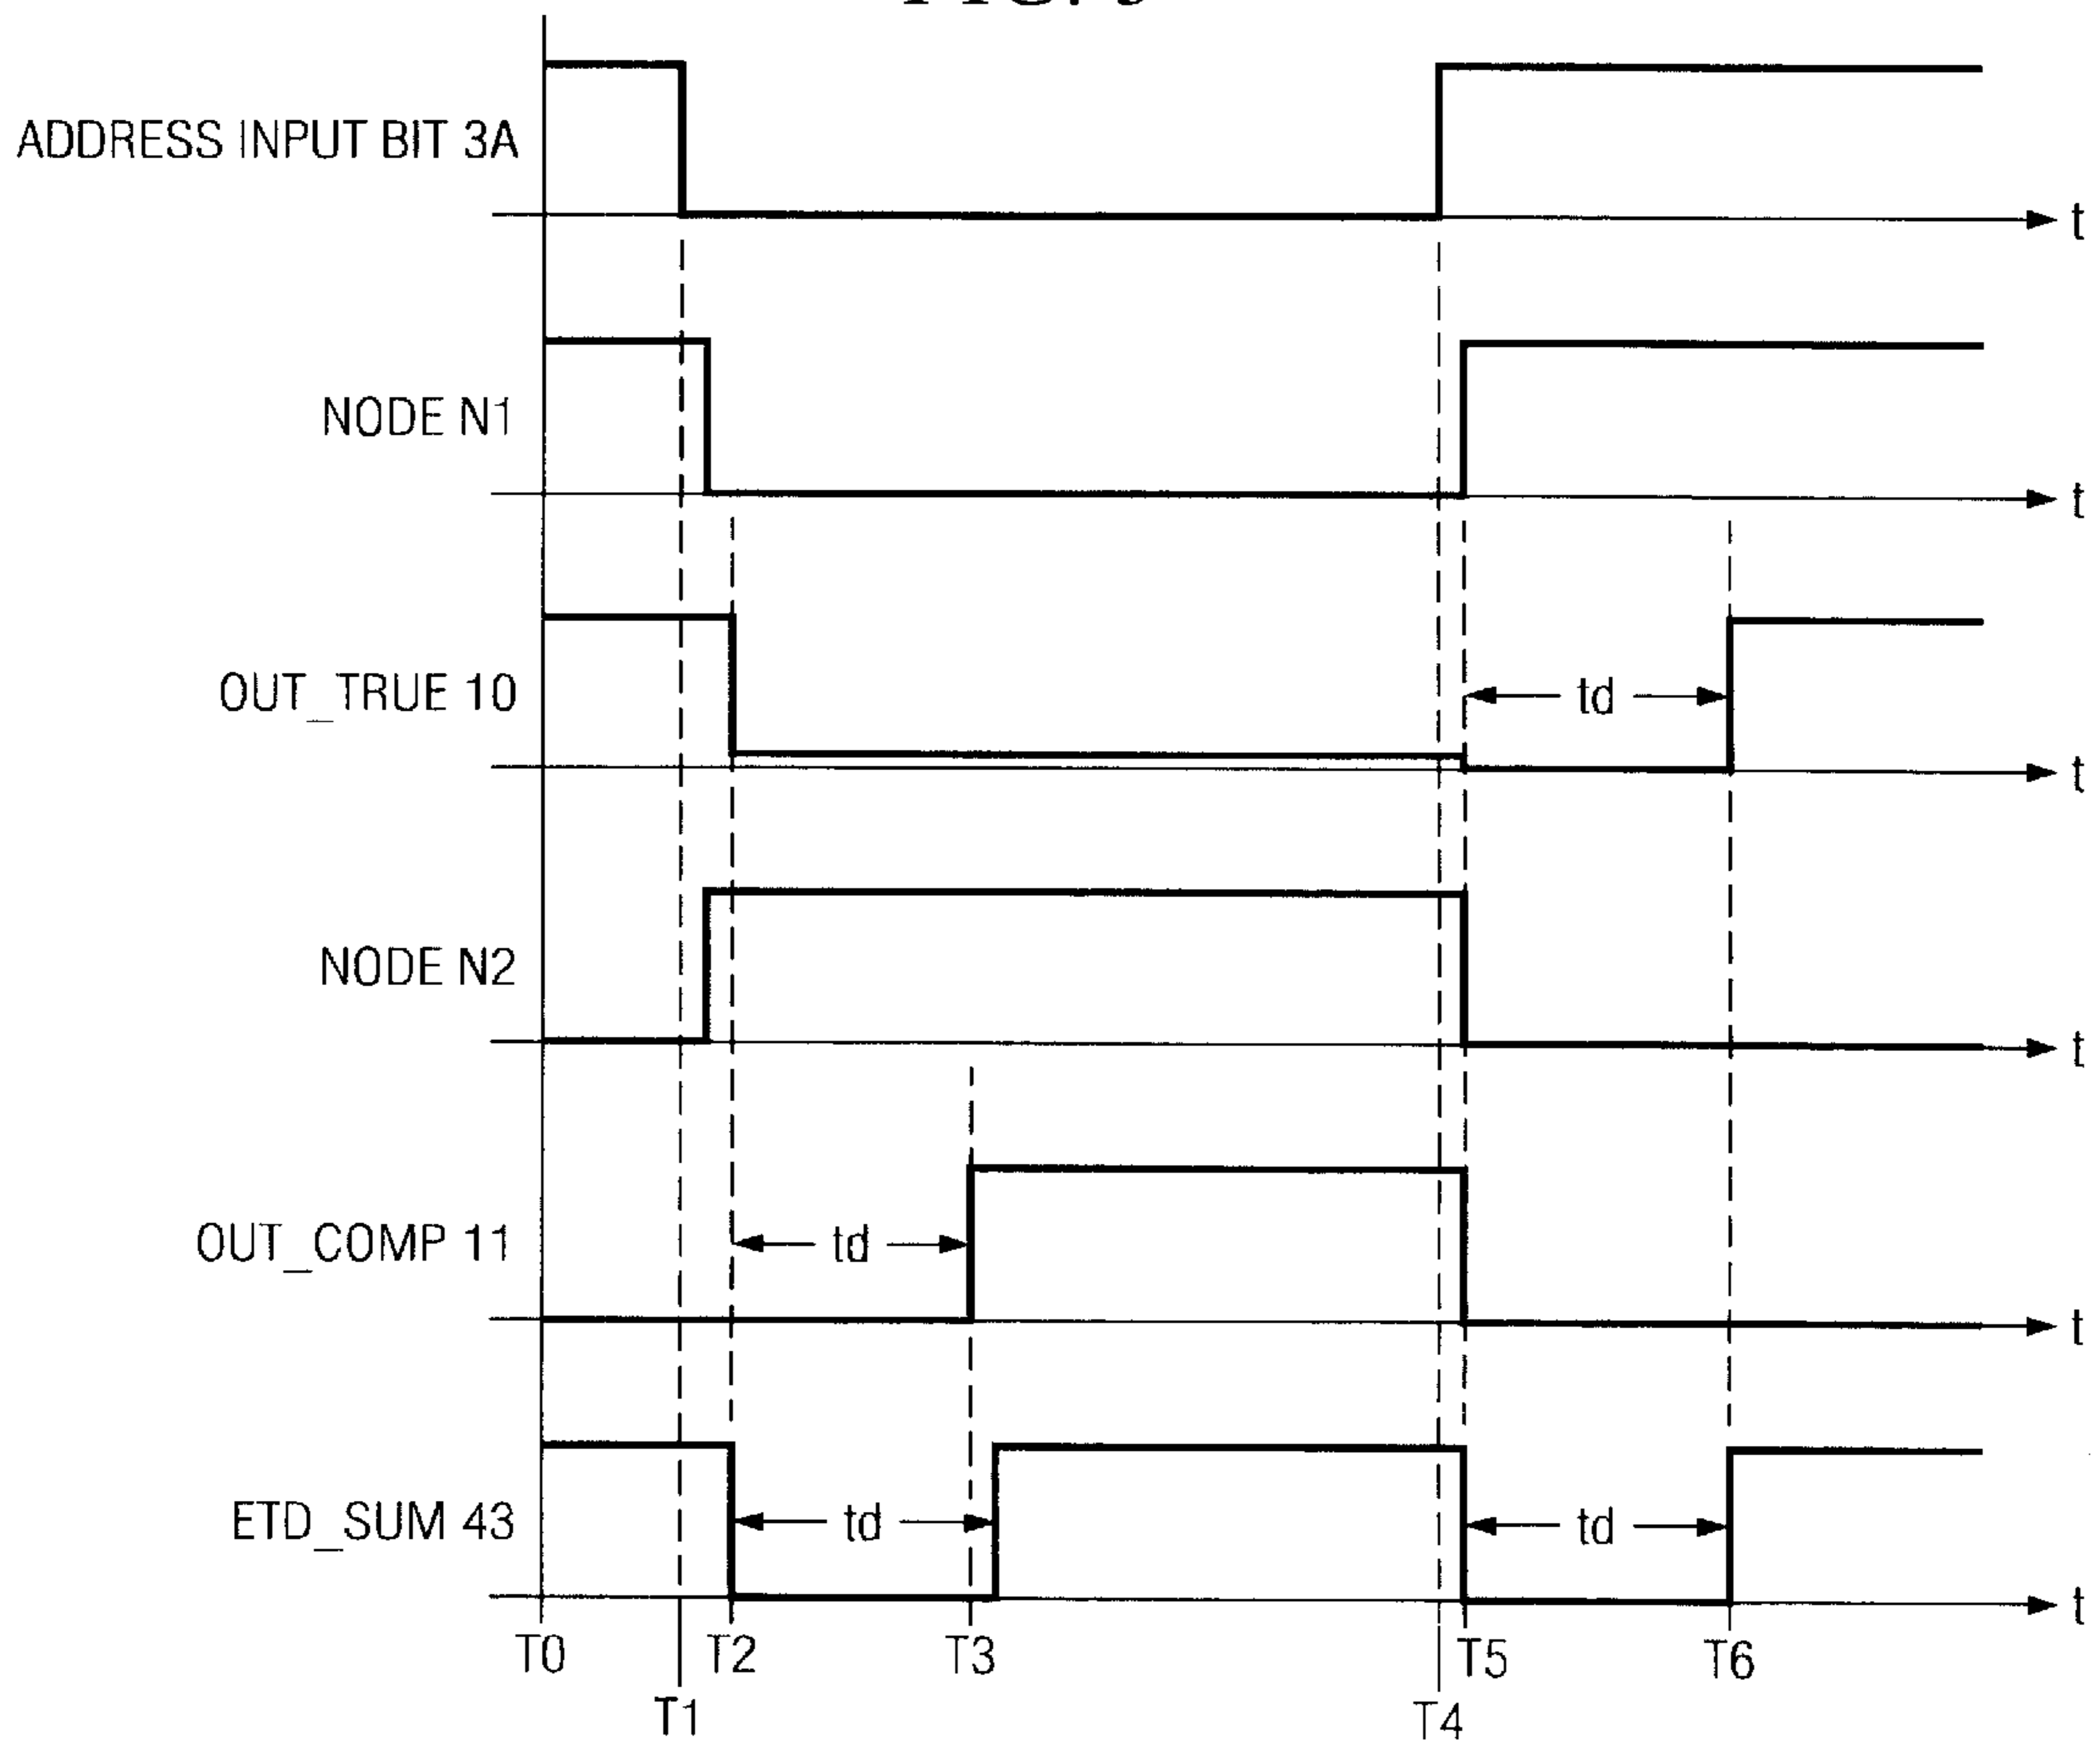 ADDRESS INPUT BIT 3A
t
NODE N1
t
OUT_TRUE 10
td
t
NODE N2
t
OUT_COMP 11
td
t
ETD_SUM 43
td
td
t
T0
T2
T3
T5
T6
T1
T4